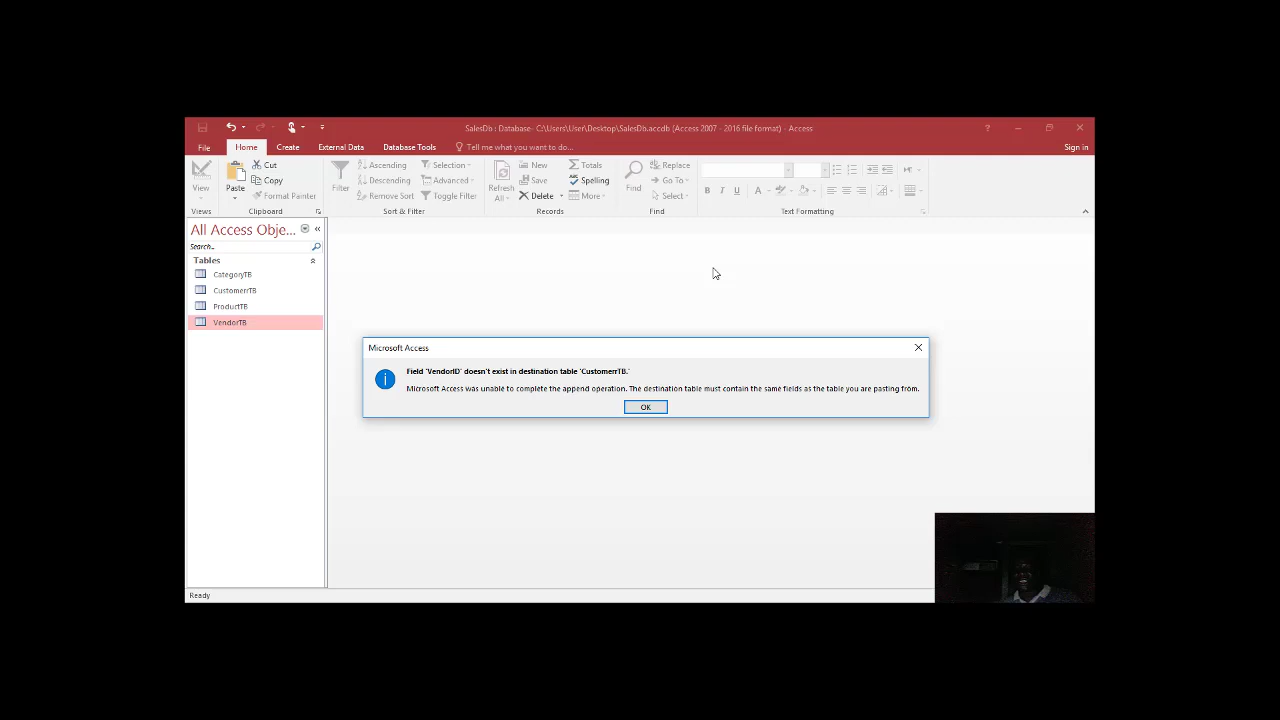 SalesDb : Database- C:\Users\User\Desktop\SalesDb.accdb (Access 2007 - 2016 file format) - Access
?
File Home Create External Data Database Tools Tell me what you want to do... Sign in
View
Views
Paste
Cut
Copy
Format Painter
Clipboard
Filter
Ascending
Descending
Remove Sort
Selection
Advanced
Toggle Filter
Sort & Filter
Refresh
All
New
Save
Delete
Totals
Spelling
More
Records
Find
Replace
Go To
Select
Find
B I U A
Text Formatting
All Access Obje...
Search..
Tables
CategoryTB
CustomerrTB
ProductTB
VendorTB
Microsoft Access
Field 'VendorID' doesn't exist in destination table 'CustomerrTB.'
Microsoft Access was unable to complete the append operation. The destination table must contain the same fields as the table you are pasting from.
OK
Ready